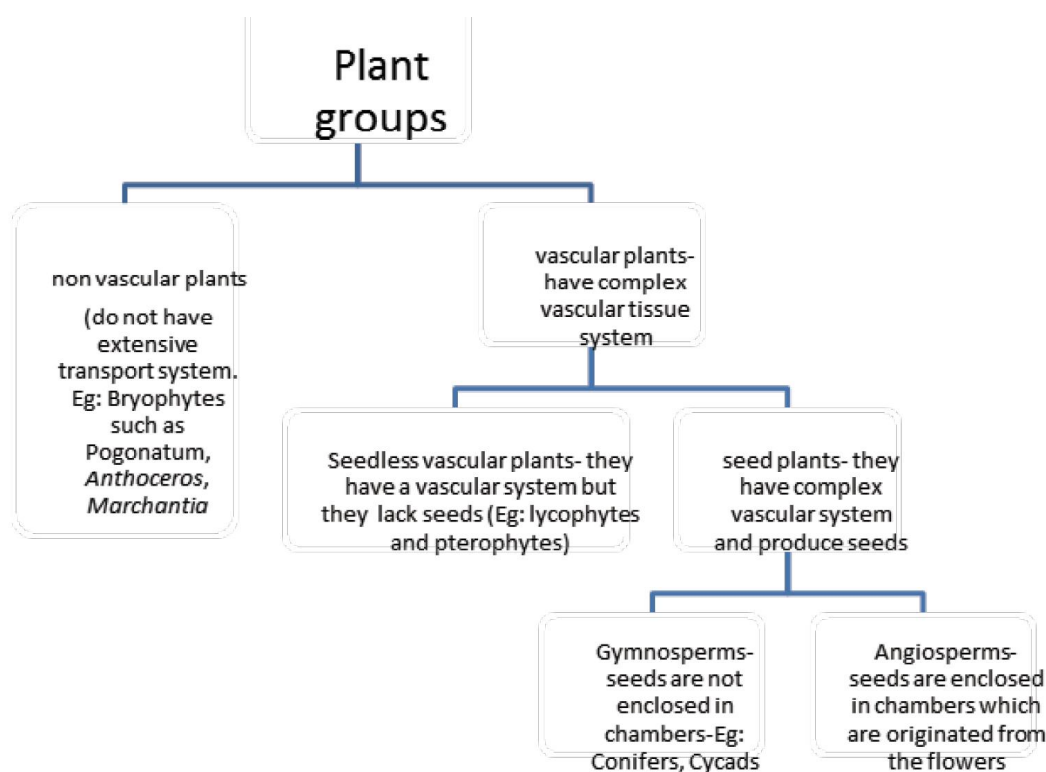 Plant
groups
non vascular plants
(do not have
extensive
transport system.
Eg: Bryophytes
such as
Pogonatum,
Anthoceros,
Marchantia
vascular plants-
have complex
vascular tissue
system
Seedless vascular plants- they
have a vascular system but
they lack seeds (Eg: lycophytes
and pterophytes)
seed plants- they
have complex
vascular system
and produce seeds
Gymnosperms-
seeds are not
enclosed in
chambers-Eg:
Conifers, Cycads
Angiosperms-
seeds are enclosed
in chambers which
are originated from
the flowers